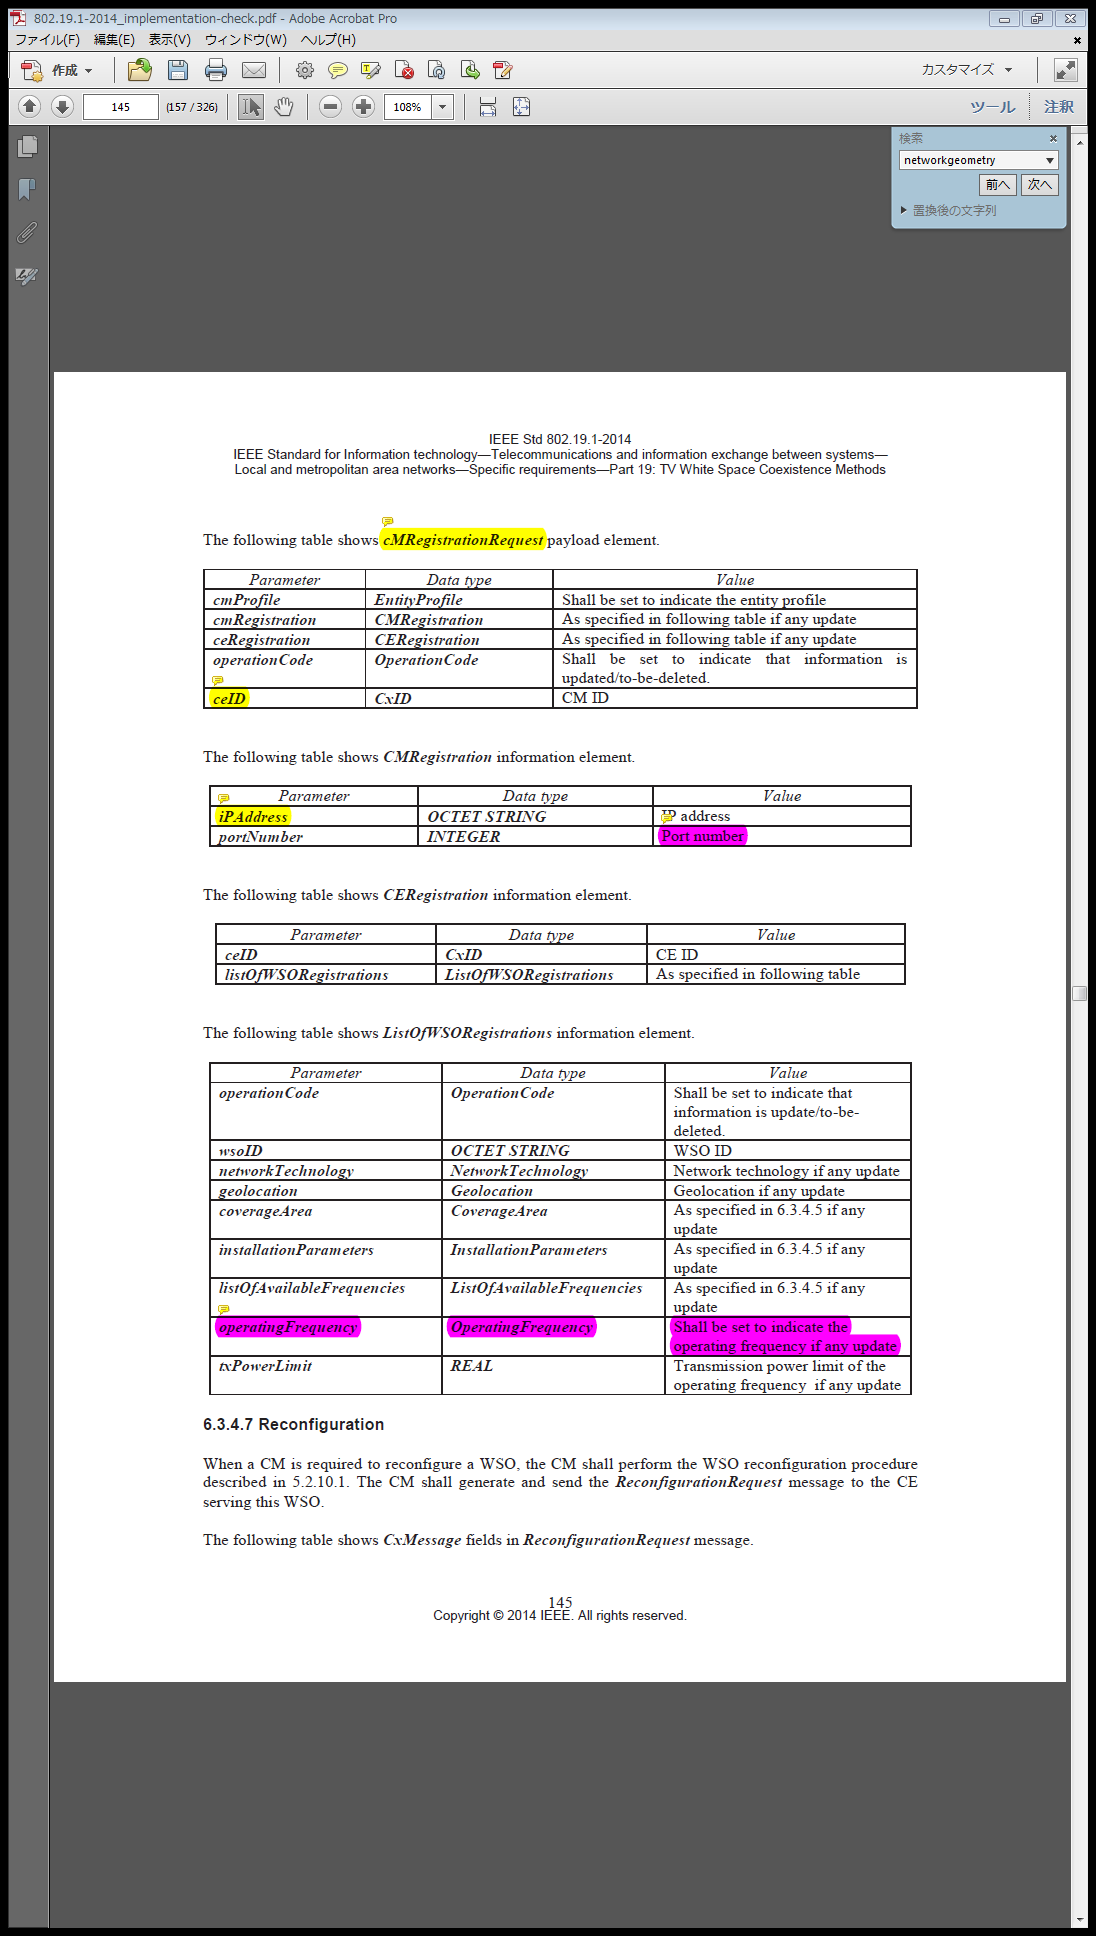 802.19.1-2014_implementation-check.pdf - Adobe Acrobat Pro
ファイル(F) 編集(E) 表示(V) ウィンドウ(W) ヘルプ(H)
作成 カスタマイズ
145 (157 / 326) 108% ツール 注釈
検索
networkgeometry
前へ 次へ
置換後の文字列
IEEE Std 802.19.1-2014
IEEE Standard for Information technology—Telecommunications and information exchange between systems—
Local and metropolitan area networks—Specific requirements—Part 19: TV White Space Coexistence Methods
The following table shows cMRegistrationRequest payload element.
Parameter Data type Value
cmProfile EntityProfile Shall be set to indicate the entity profile
cmRegistration CMRegistration As specified in following table if any update
ceRegistration CERegistration As specified in following table if any update
operationCode OperationCode Shall be set to indicate that information is
updated/to-be-deleted.
ceID CxID CM ID
The following table shows CMRegistration information element.
Parameter Data type Value
iPAddress OCTET STRING IP address
portNumber INTEGER Port number
The following table shows CERegistration information element.
Parameter Data type Value
ceID CxID CE ID
listOfWSORegistrations ListOfWSORegistrations As specified in following table
The following table shows ListOfWSORegistrations information element.
Parameter Data type Value
operationCode OperationCode Shall be set to indicate that
information is update/to-be-
deleted.
wsoID OCTET STRING WSO ID
networkTechnology NetworkTechnology Network technology if any update
geolocation Geolocation Geolocation if any update
coverageArea CoverageArea As specified in 6.3.4.5 if any
update
installationParameters InstallationParameters As specified in 6.3.4.5 if any
update
listOfAvailableFrequencies ListOfAvailableFrequencies As specified in 6.3.4.5 if any
update
operatingFrequency OperatingFrequency Shall be set to indicate the
operating frequency if any update
txPowerLimit REAL Transmission power limit of the
operating frequency if any update
6.3.4.7 Reconfiguration
When a CM is required to reconfigure a WSO, the CM shall perform the WSO reconfiguration procedure
described in 5.2.10.1. The CM shall generate and send the ReconfigurationRequest message to the CE
serving this WSO.
The following table shows CxMessage fields in ReconfigurationRequest message.
145
Copyright © 2014 IEEE. All rights reserved.